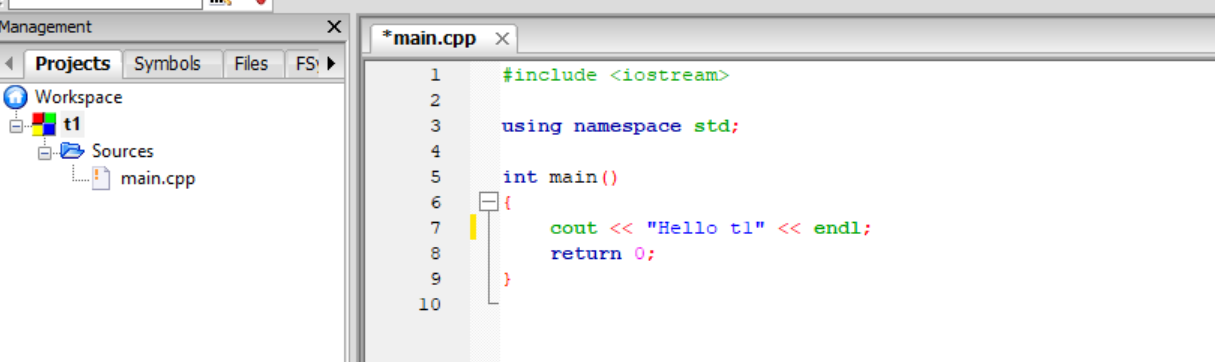 Management
*main.cpp
Projects Symbols Files FSy
Workspace
t1
Sources
main.cpp
1 #include <iostream>
2
3 using namespace std;
4
5 int main()
6 {
7 cout << "Hello t1" << endl;
8 return 0;
9 }
10